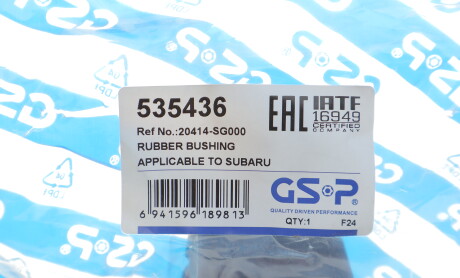 535436
Ref No.:20414-SG000
RUBBER BUSHING
APPLICABLE TO SUBARU
6 941596 189813
EAC
IATF
16949
CERTIFIED
COMPANY
GSP
QUALITY DRIVEN PERFORMANCE
QTY:1
F24